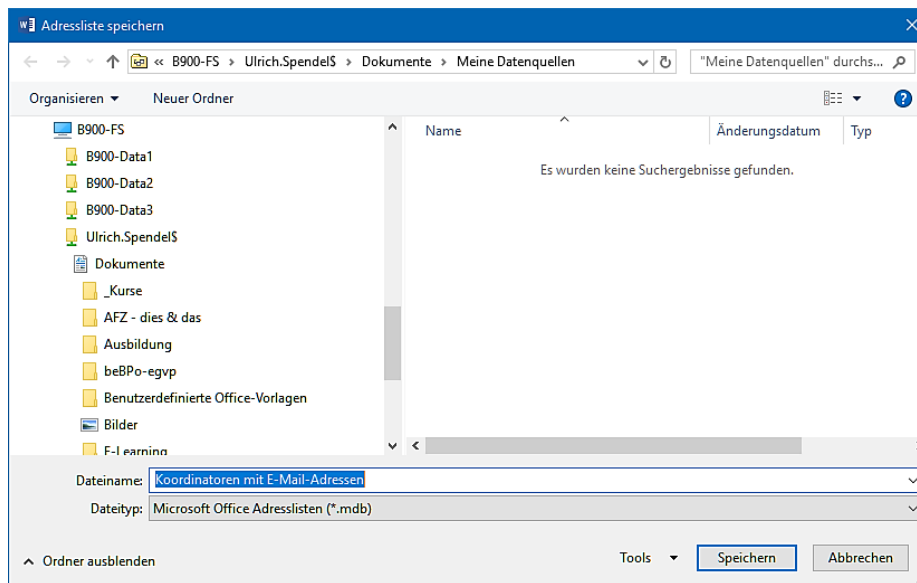 Adressliste speichern
« B900-FS › Ulrich.Spendel$ › Dokumente › Meine Datenquellen
"Meine Datenquellen" durchs...
Organisieren Neuer Ordner
B900-FS
B900-Data1
B900-Data2
B900-Data3
Ulrich.Spendel$
Dokumente
_Kurse
AFZ - dies & das
Ausbildung
beBPo-egvp
Benutzerdefinierte Office-Vorlagen
Bilder
E-Learning
Name Änderungsdatum Typ
Es wurden keine Suchergebnisse gefunden.
Dateiname: Koordinatoren mit E-Mail-Adressen
Dateityp: Microsoft Office Adresslisten (*.mdb)
Ordner ausblenden Tools Speichern Abbrechen